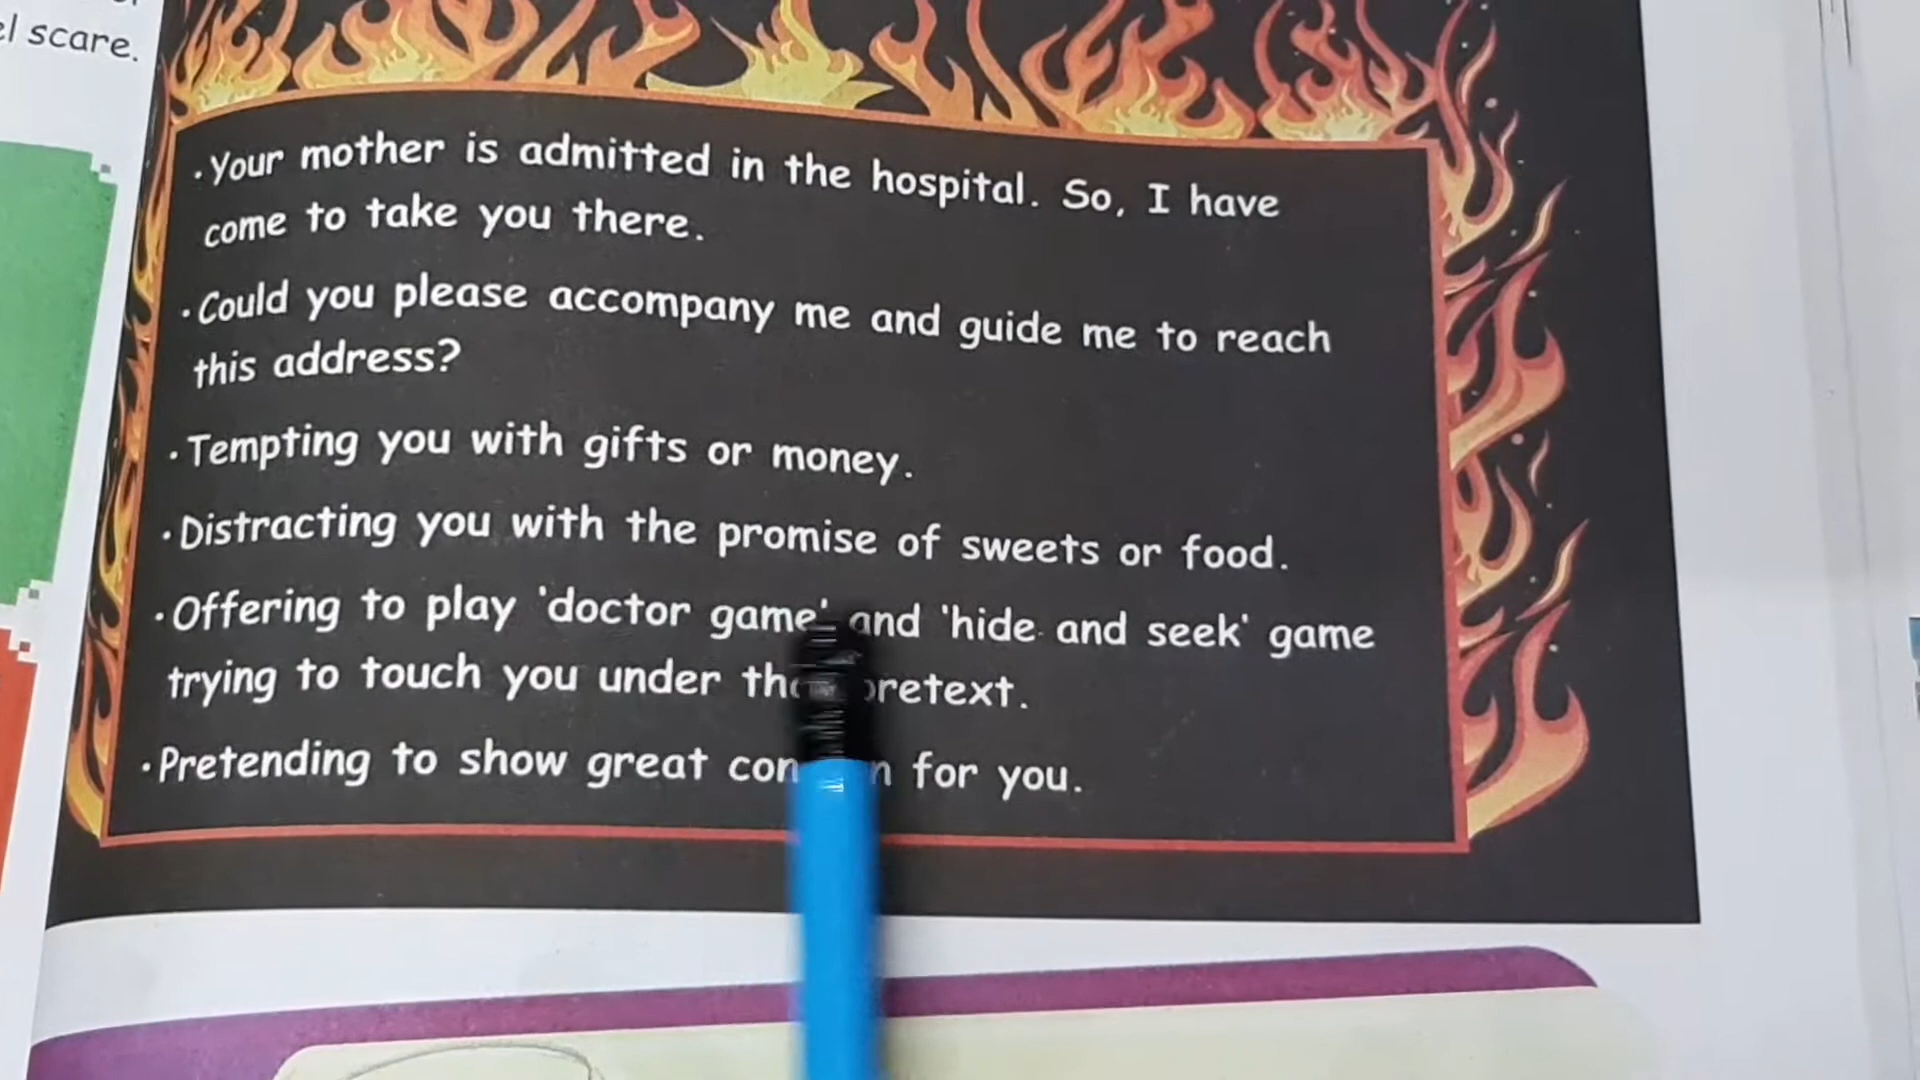 el scare.
• Your mother is admitted in the hospital. So, I have
come to take you there.
• Could you please accompany me and guide me to reach
this address?
• Tempting you with gifts or money.
• Distracting you with the promise of sweets or food.
• Offering to play 'doctor game' and 'hide and seek' game
trying to touch you under pretext.
• Pretending to show great for you.